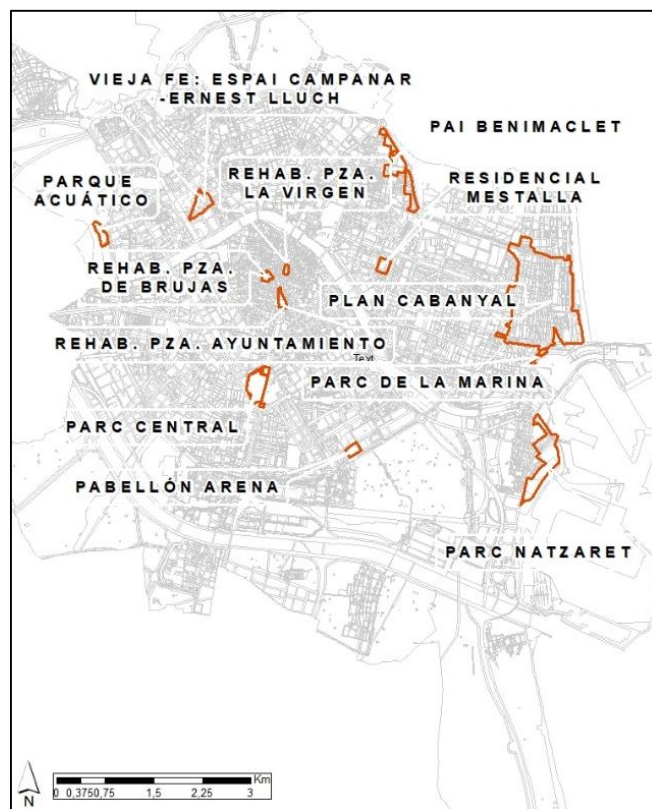 VIEJA FE: ESPAI CAMPANAR
-ERNEST LLUCH
PAI BENIMACLET
REHAB. PZA.
LA VIRGEN
RESIDENCIAL
MESTALLA
PARQUE
ACUÁTICO
REHAB. PZA.
DE BRUJAS
PLAN CABANYAL
REHAB. PZA. AYUNTAMIENTO
Text
PARC DE LA MARINA
PARC CENTRAL
PABELLÓN ARENA
PARC NATZARET
Km
0 0,375 0,75 1,5 2,25 3
N